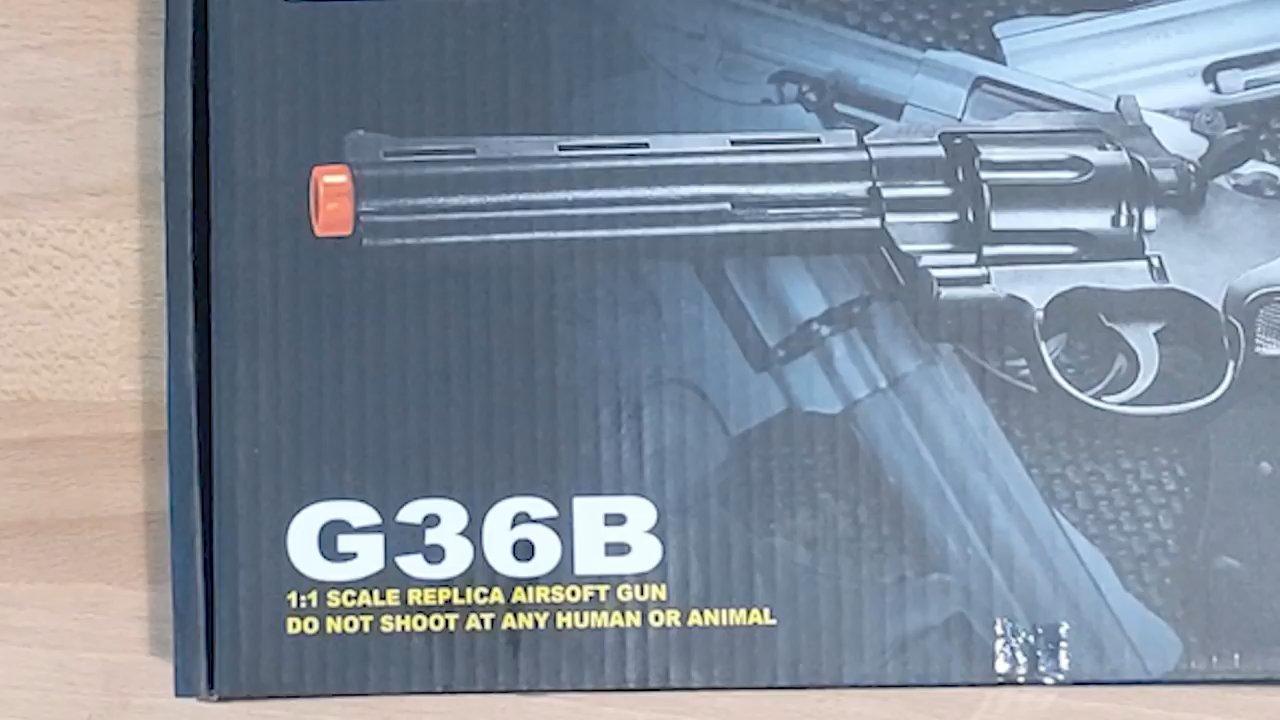 G36B
1:1 SCALE REPLICA AIRSOFT GUN
DO NOT SHOOT AT ANY HUMAN OR ANIMAL